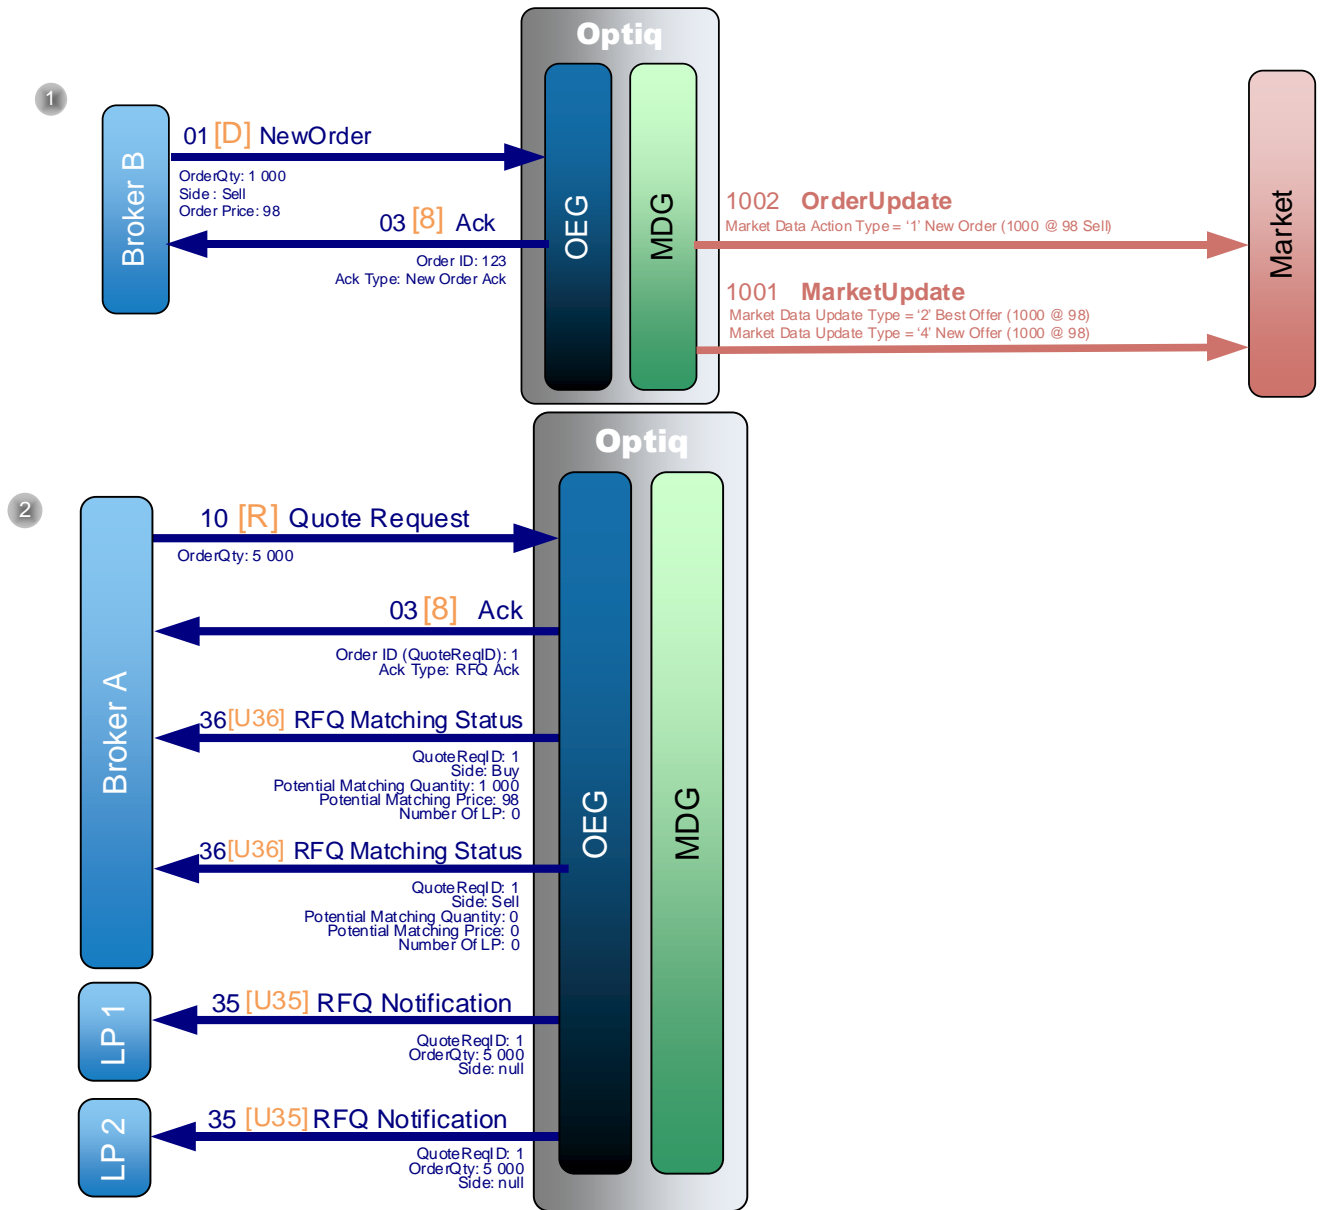 Optiq
1
01 [D] NewOrder
OrderQty: 1 000
Side : Sell
Order Price: 98
03 [8] Ack
Order ID: 123
Ack Type: New Order Ack
Broker B
OEG
MDG
1002 OrderUpdate
Market Data Action Type = ‘1’ New Order (1000 @ 98 Sell)
1001 MarketUpdate
Market Data Update Type = ‘2’ Best Offer (1000 @ 98)
Market Data Update Type = ‘4’ New Offer (1000 @ 98)
Market
Optiq
2
10 [R] Quote Request
OrderQty: 5 000
03 [8] Ack
Order ID (QuoteReqID): 1
Ack Type: RFQ Ack
36 [U36] RFQ Matching Status
QuoteReqID: 1
Side: Buy
Potential Matching Quantity: 1 000
Potential Matching Price: 98
Number Of LP: 0
36 [U36] RFQ Matching Status
QuoteReqID: 1
Side: Sell
Potential Matching Quantity: 0
Potential Matching Price: 0
Number Of LP: 0
Broker A
OEG
MDG
35 [U35] RFQ Notification
QuoteReqID: 1
OrderQty: 5 000
Side: null
LP 1
35 [U35] RFQ Notification
QuoteReqID: 1
OrderQty: 5 000
Side: null
LP 2